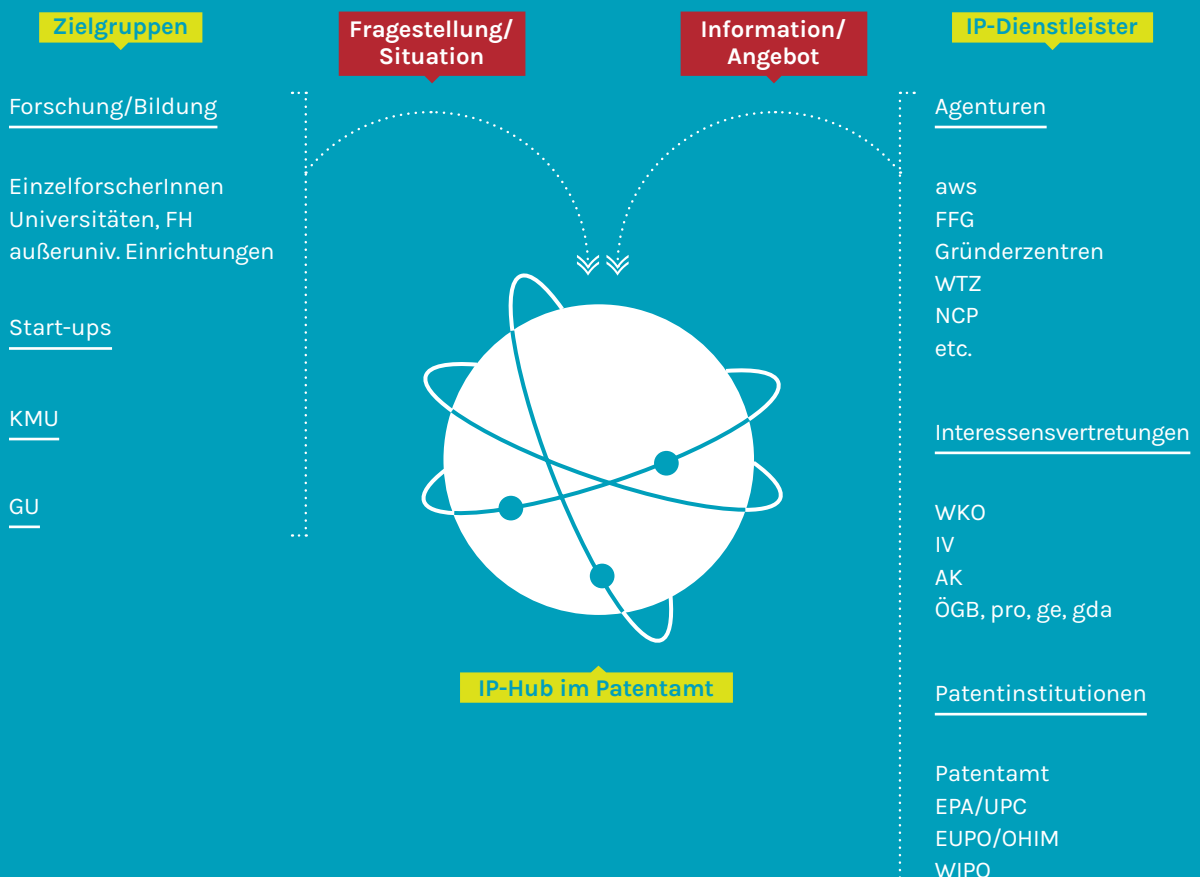 Zielgruppen
Fragestellung/
Situation
Information/
Angebot
IP-Dienstleister
Forschung/Bildung
EinzelforscherInnen
Universitäten, FH
außeruniv. Einrichtungen
Start-ups
KMU
GU
IP-Hub im Patentamt
Agenturen
aws
FFG
Gründerzentren
WTZ
NCP
etc.
Interessensvertretungen
WKO
IV
AK
ÖGB, pro, ge, gda
Patentinstitutionen
Patentamt
EPA/UPC
EUPO/OHIM
WIPO